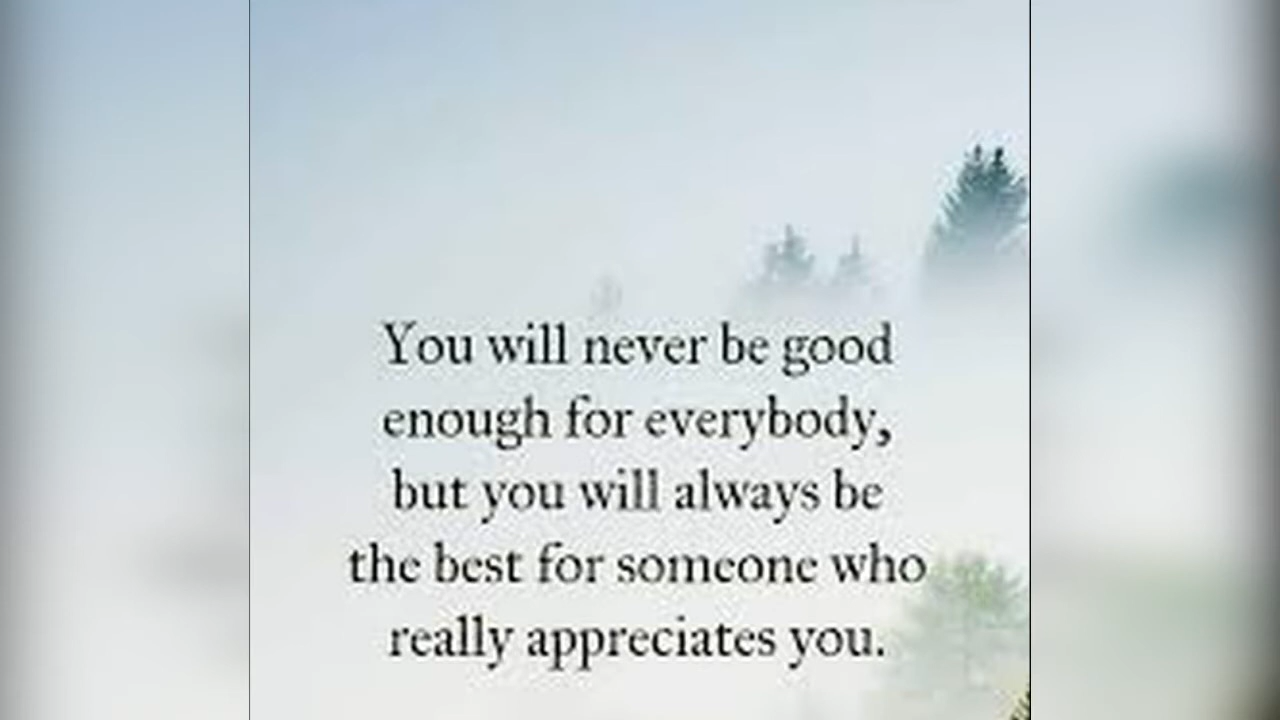 You will never be good
enough for everybody,
but you will always be
the best for someone who
really appreciates you.